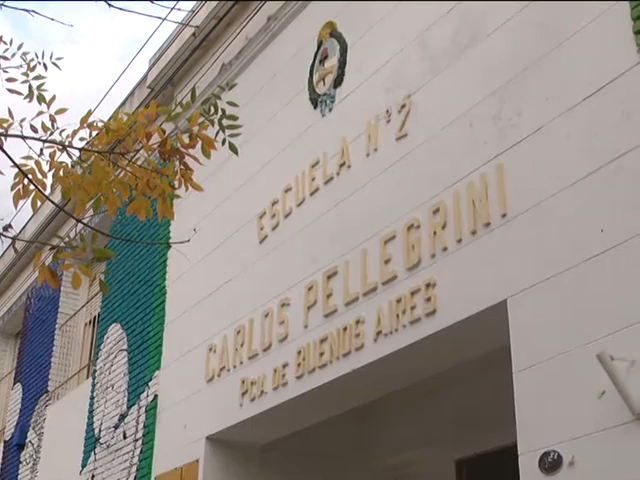 ESCUELA Nº2
CARLOS PELLEGRINI
PCIA DE BUENOS AIRES